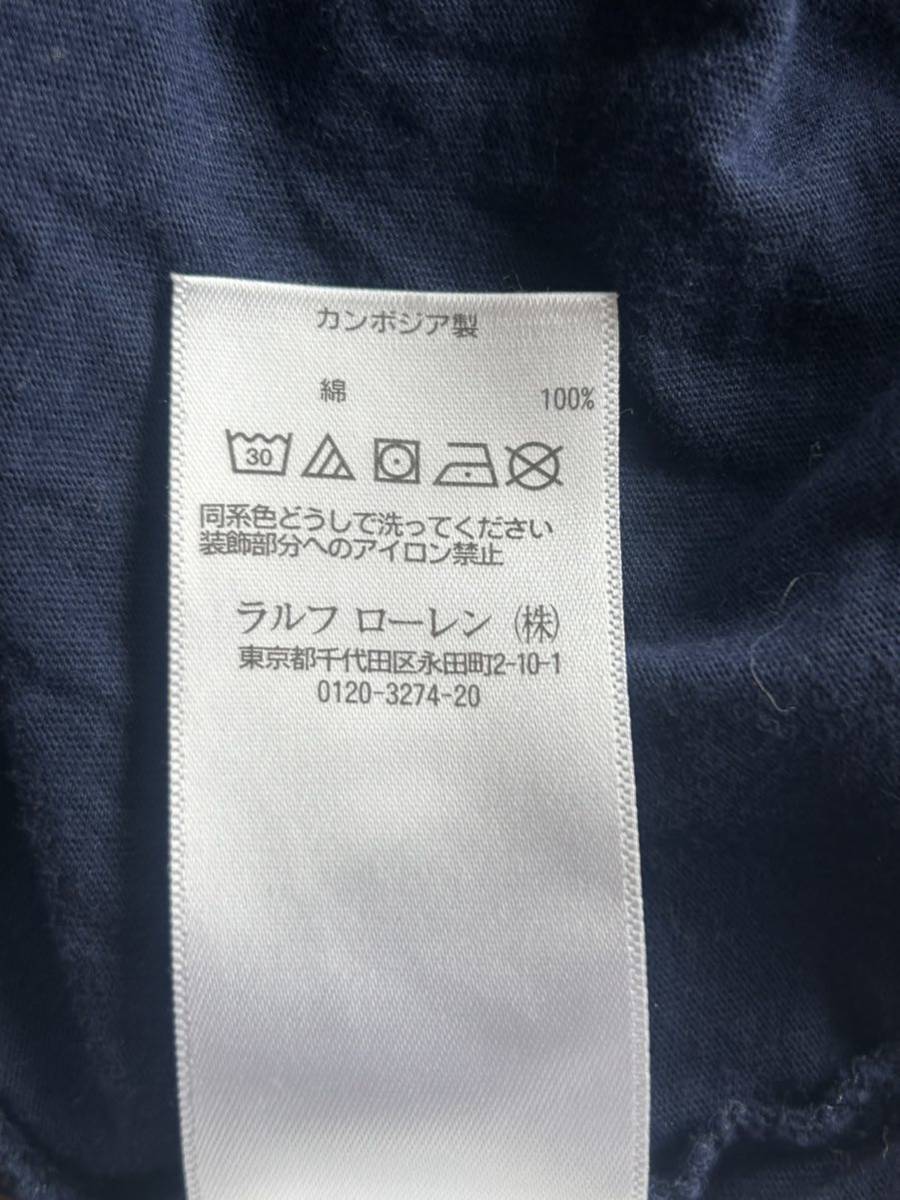 カンボジア製
綿 100%
30
同系色どうしで洗ってください
装飾部分へのアイロン禁止
ラルフ ローレン (株)
東京都千代田区永田町2-10-1
0120-3274-20